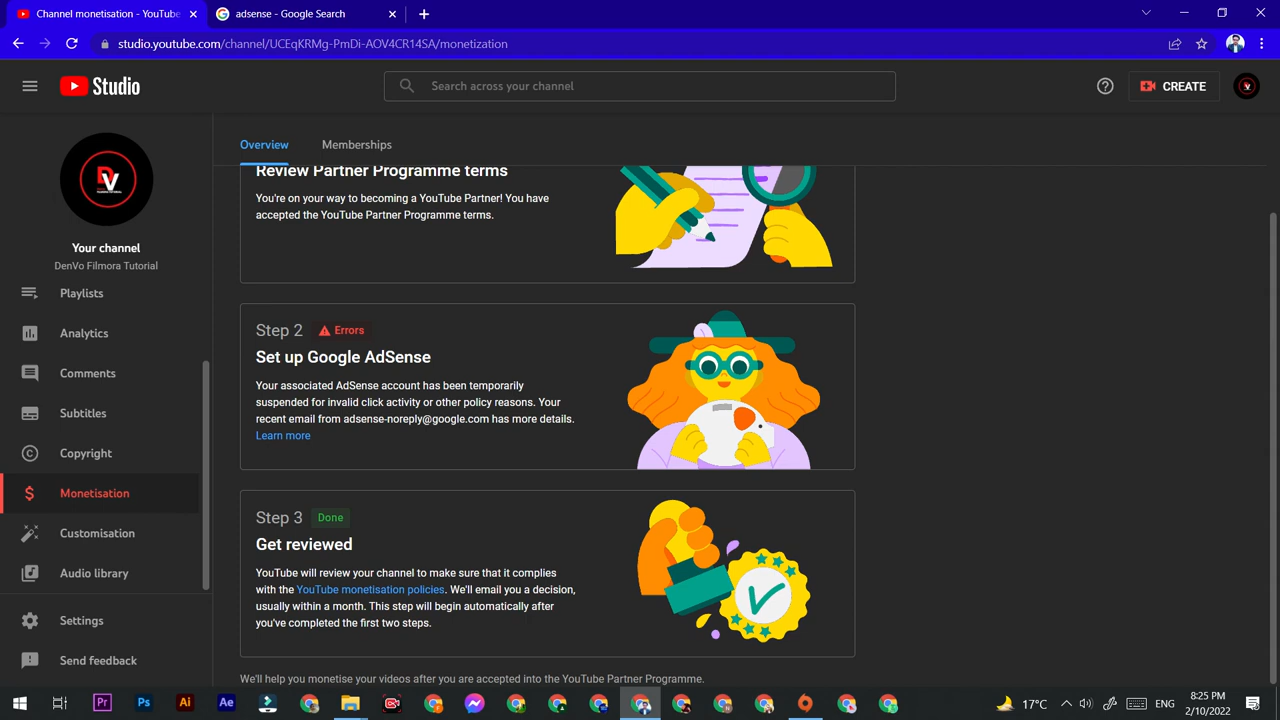 Channel monetisation - YouTube
adsense - Google Search
studio.youtube.com/channel/UCEqKRMg-PmDi-AOV4CR14SA/monetization
Studio
Search across your channel
CREATE
Overview
Memberships
DV
Your channel
DenVo Filmora Tutorial
Playlists
Analytics
Comments
Subtitles
Copyright
Monetisation
Customisation
Audio library
Settings
Send feedback
Review Partner Programme terms
You're on your way to becoming a YouTube Partner! You have
accepted the YouTube Partner Programme terms.
Step 2 Errors
Set up Google AdSense
Your associated AdSense account has been temporarily
suspended for invalid click activity or other policy reasons. Your
recent email from adsense-noreply@google.com has more details.
Learn more
Step 3 Done
Get reviewed
YouTube will review your channel to make sure that it complies
with the YouTube monetisation policies. We'll email you a decision,
usually within a month. This step will begin automatically after
you've completed the first two steps.
We'll help you monetise your videos after you are accepted into the YouTube Partner Programme.
Pr
Ps
Ai
Ae
17°C
ENG
8:25 PM
2/10/2022